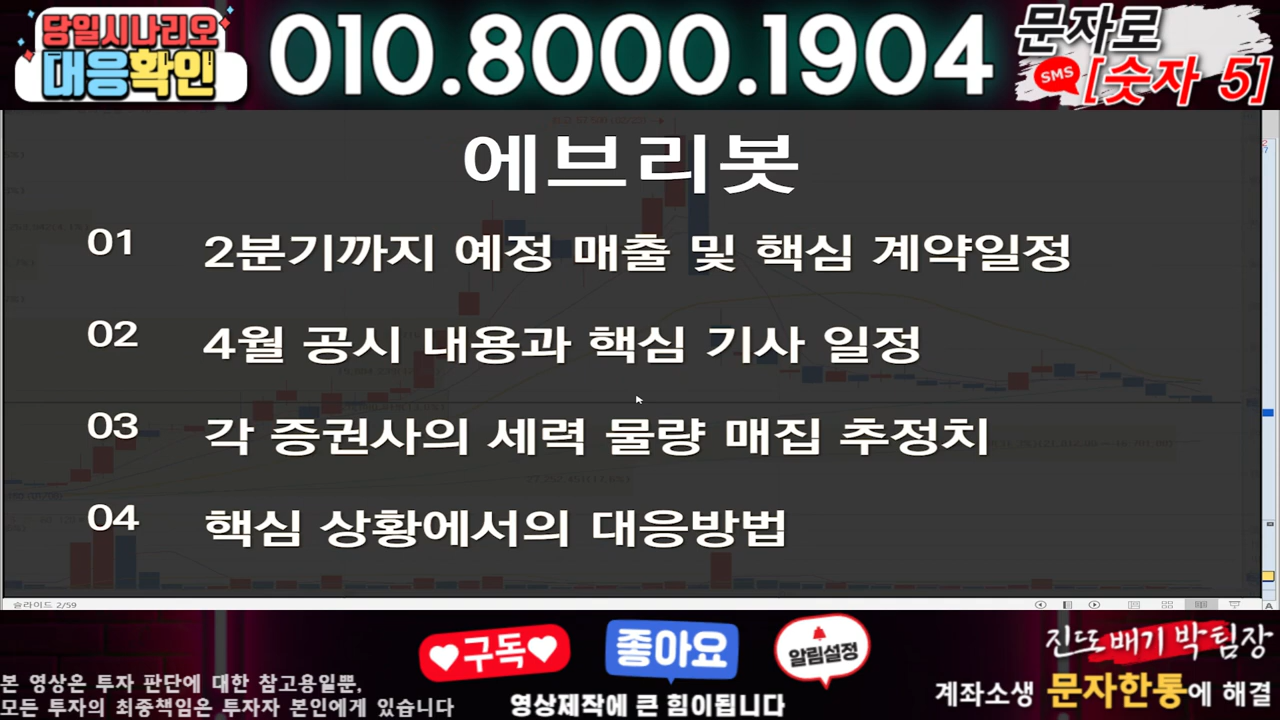 당일시나리오
대응확인
010.8000.1904
문자로
SMS
[숫자 5]
에브리봇
01 2분기까지 예정 매출 및 핵심 계약일정
02 4월 공시 내용과 핵심 기사 일정
03 각 증권사의 세력 물량 매집 추정치
04 핵심 상황에서의 대응방법
슬라이드 2/59
구독
좋아요
알림설정
영상제작에 큰 힘이됩니다
본 영상은 투자 판단에 대한 참고용일뿐,
모든 투자의 최종책임은 투자자 본인에게 있습니다
진또배기 박팀장
계좌소생 문자한통에 해결